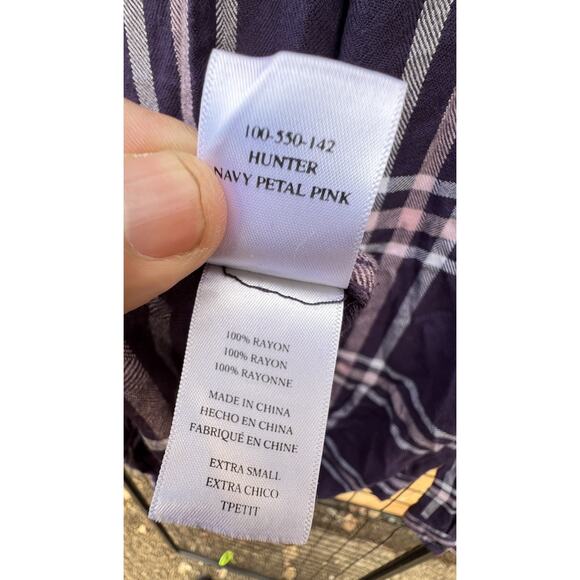 100-550-142
HUNTER
NAVY PETAL PINK
100% RAYON
100% RAYON
100% RAYONNE
MADE IN CHINA
HECHO EN CHINA
FABRIQUÉ EN CHINE
EXTRA SMALL
EXTRA CHICO
TPETIT